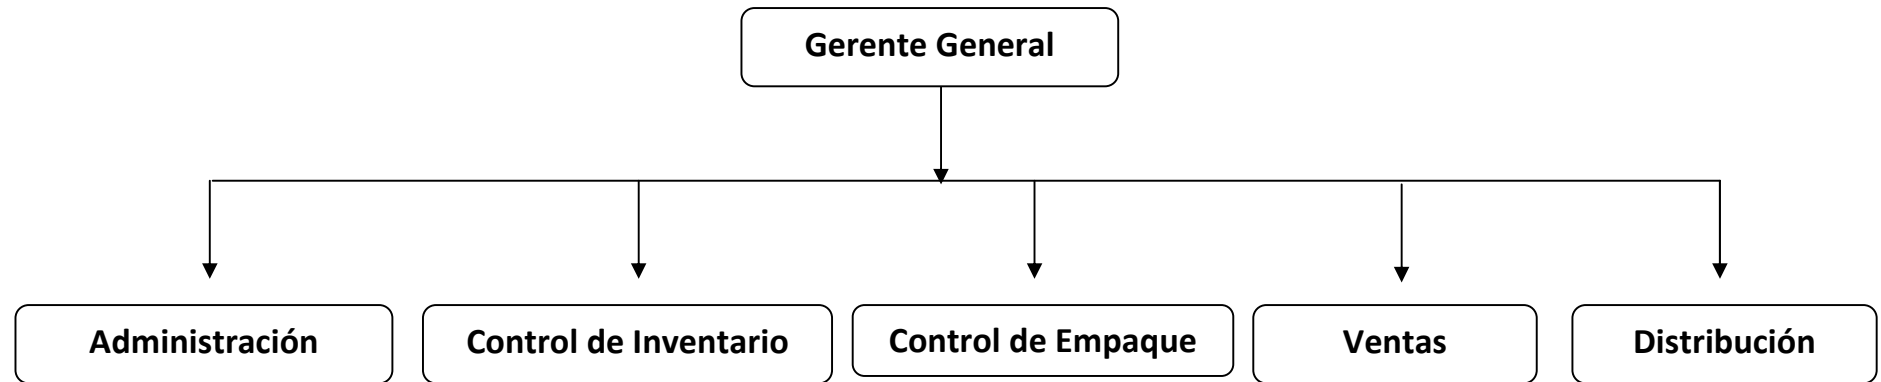 Gerente General
Administración
Control de Inventario
Control de Empaque
Ventas
Distribución